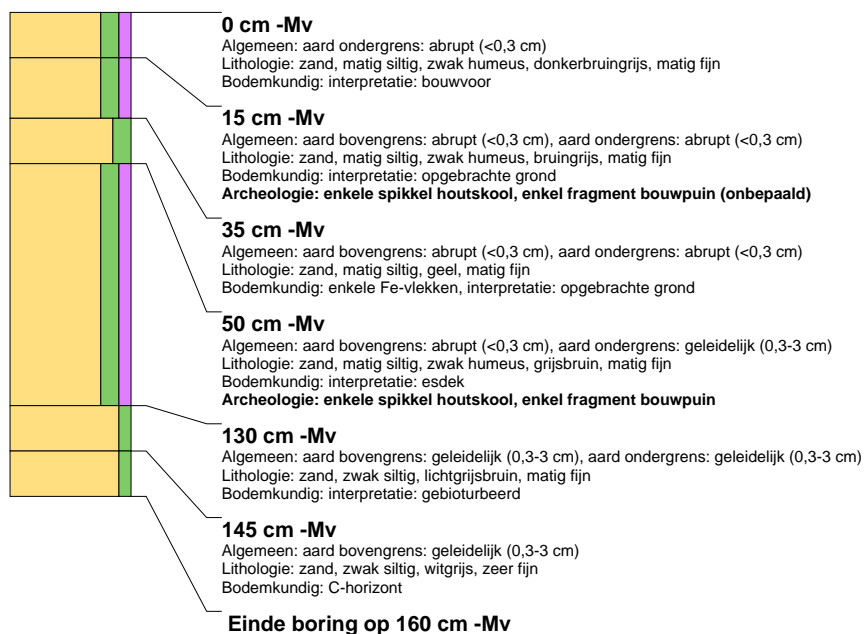 0 cm -Mv
Algemeen: aard ondergrens: abrupt (<0,3 cm)
Lithologie: zand, matig siltig, zwak humeus, donkerbruingrijs, matig fijn
Bodemkundig: interpretatie: bouwvoor
15 cm -Mv
Algemeen: aard bovengrens: abrupt (<0,3 cm), aard ondergrens: abrupt (<0,3 cm)
Lithologie: zand, matig siltig, zwak humeus, bruingrijs, matig fijn
Bodemkundig: interpretatie: opgebrachte grond
Archeologie: enkele spikkel houtskool, enkel fragment bouwpuin (onbepaald)
35 cm -Mv
Algemeen: aard bovengrens: abrupt (<0,3 cm), aard ondergrens: abrupt (<0,3 cm)
Lithologie: zand, matig siltig, geel, matig fijn
Bodemkundig: enkele Fe-vlekken, interpretatie: opgebrachte grond
50 cm -Mv
Algemeen: aard bovengrens: abrupt (<0,3 cm), aard ondergrens: geleidelijk (0,3-3 cm)
Lithologie: zand, matig siltig, zwak humeus, grijsbruin, matig fijn
Bodemkundig: interpretatie: esdek
Archeologie: enkele spikkel houtskool, enkel fragment bouwpuin
130 cm -Mv
Algemeen: aard bovengrens: geleidelijk (0,3-3 cm), aard ondergrens: geleidelijk (0,3-3 cm)
Lithologie: zand, zwak siltig, lichtgrijsbruin, matig fijn
Bodemkundig: interpretatie: gebioturbeerd
145 cm -Mv
Algemeen: aard bovengrens: geleidelijk (0,3-3 cm)
Lithologie: zand, zwak siltig, witgrijs, zeer fijn
Bodemkundig: C-horizont
Einde boring op 160 cm -Mv